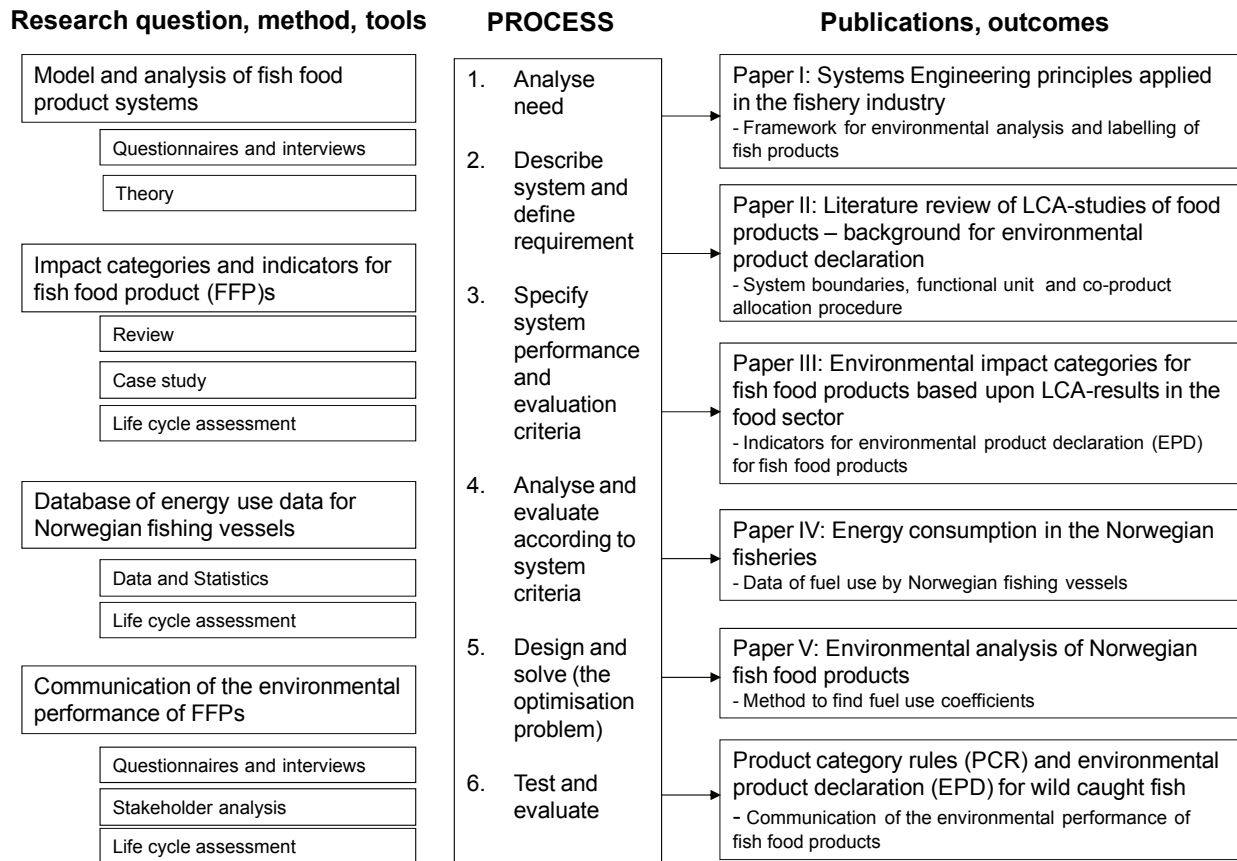 Research question, method, tools
Model and analysis of fish food
product systems
Questionnaires and interviews
Theory
Impact categories and indicators for
fish food product (FFP)s
Review
Case study
Life cycle assessment
Database of energy use data for
Norwegian fishing vessels
Data and Statistics
Life cycle assessment
Communication of the environmental
performance of FFPs
Questionnaires and interviews
Stakeholder analysis
Life cycle assessment
PROCESS
1. Analyse
need
2. Describe
system and
define
requirement
3. Specify
system
performance
and
evaluation
criteria
4. Analyse and
evaluate
according to
system
criteria
5. Design and
solve (the
optimisation
problem)
6. Test and
evaluate
Publications, outcomes
Paper I: Systems Engineering principles applied
in the fishery industry
- Framework for environmental analysis and labelling of
fish products
Paper II: Literature review of LCA-studies of food
products – background for environmental
product declaration
- System boundaries, functional unit and co-product
allocation procedure
Paper III: Environmental impact categories for
fish food products based upon LCA-results in the
food sector
- Indicators for environmental product declaration (EPD)
for fish food products
Paper IV: Energy consumption in the Norwegian
fisheries
- Data of fuel use by Norwegian fishing vessels
Paper V: Environmental analysis of Norwegian
fish food products
- Method to find fuel use coefficients
Product category rules (PCR) and environmental
product declaration (EPD) for wild caught fish
- Communication of the environmental performance of
fish food products